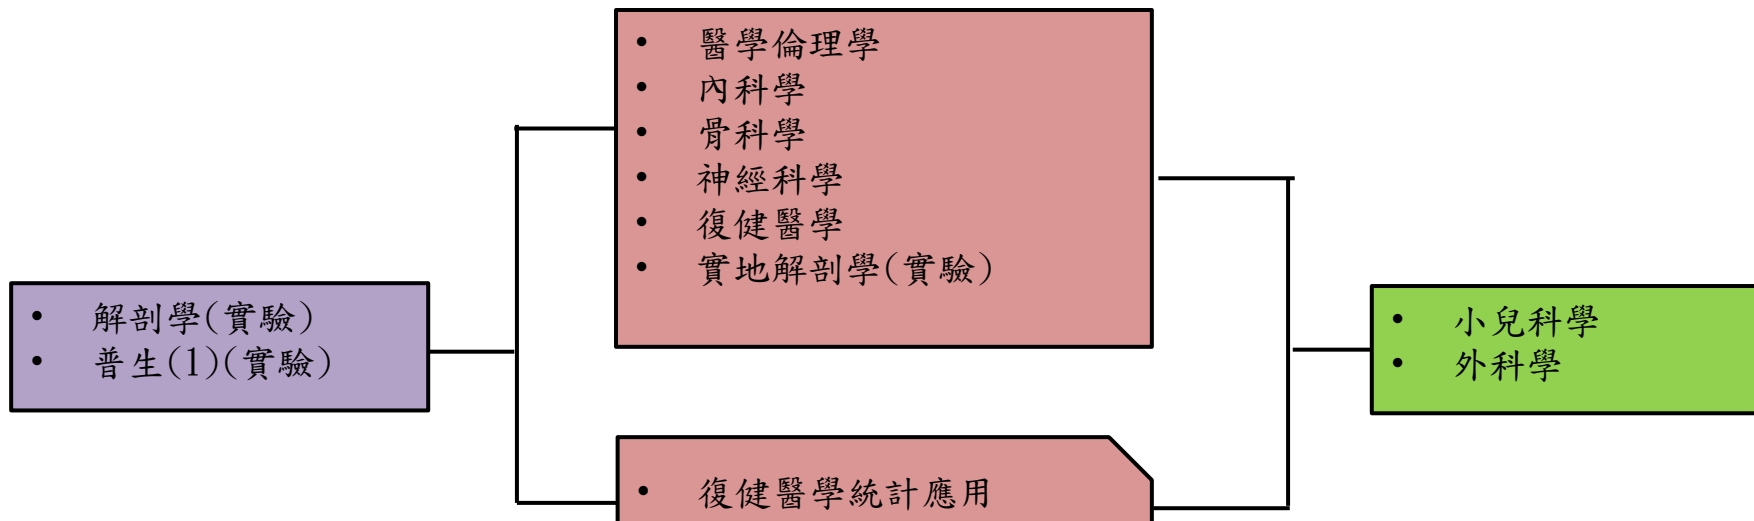 • 醫學倫理學
• 內科學
• 骨科學
• 神經科學
• 復健醫學
• 實地解剖學(實驗)
• 解剖學(實驗)
• 普生(1)(實驗)
• 小兒科學
• 外科學
• 復健醫學統計應用